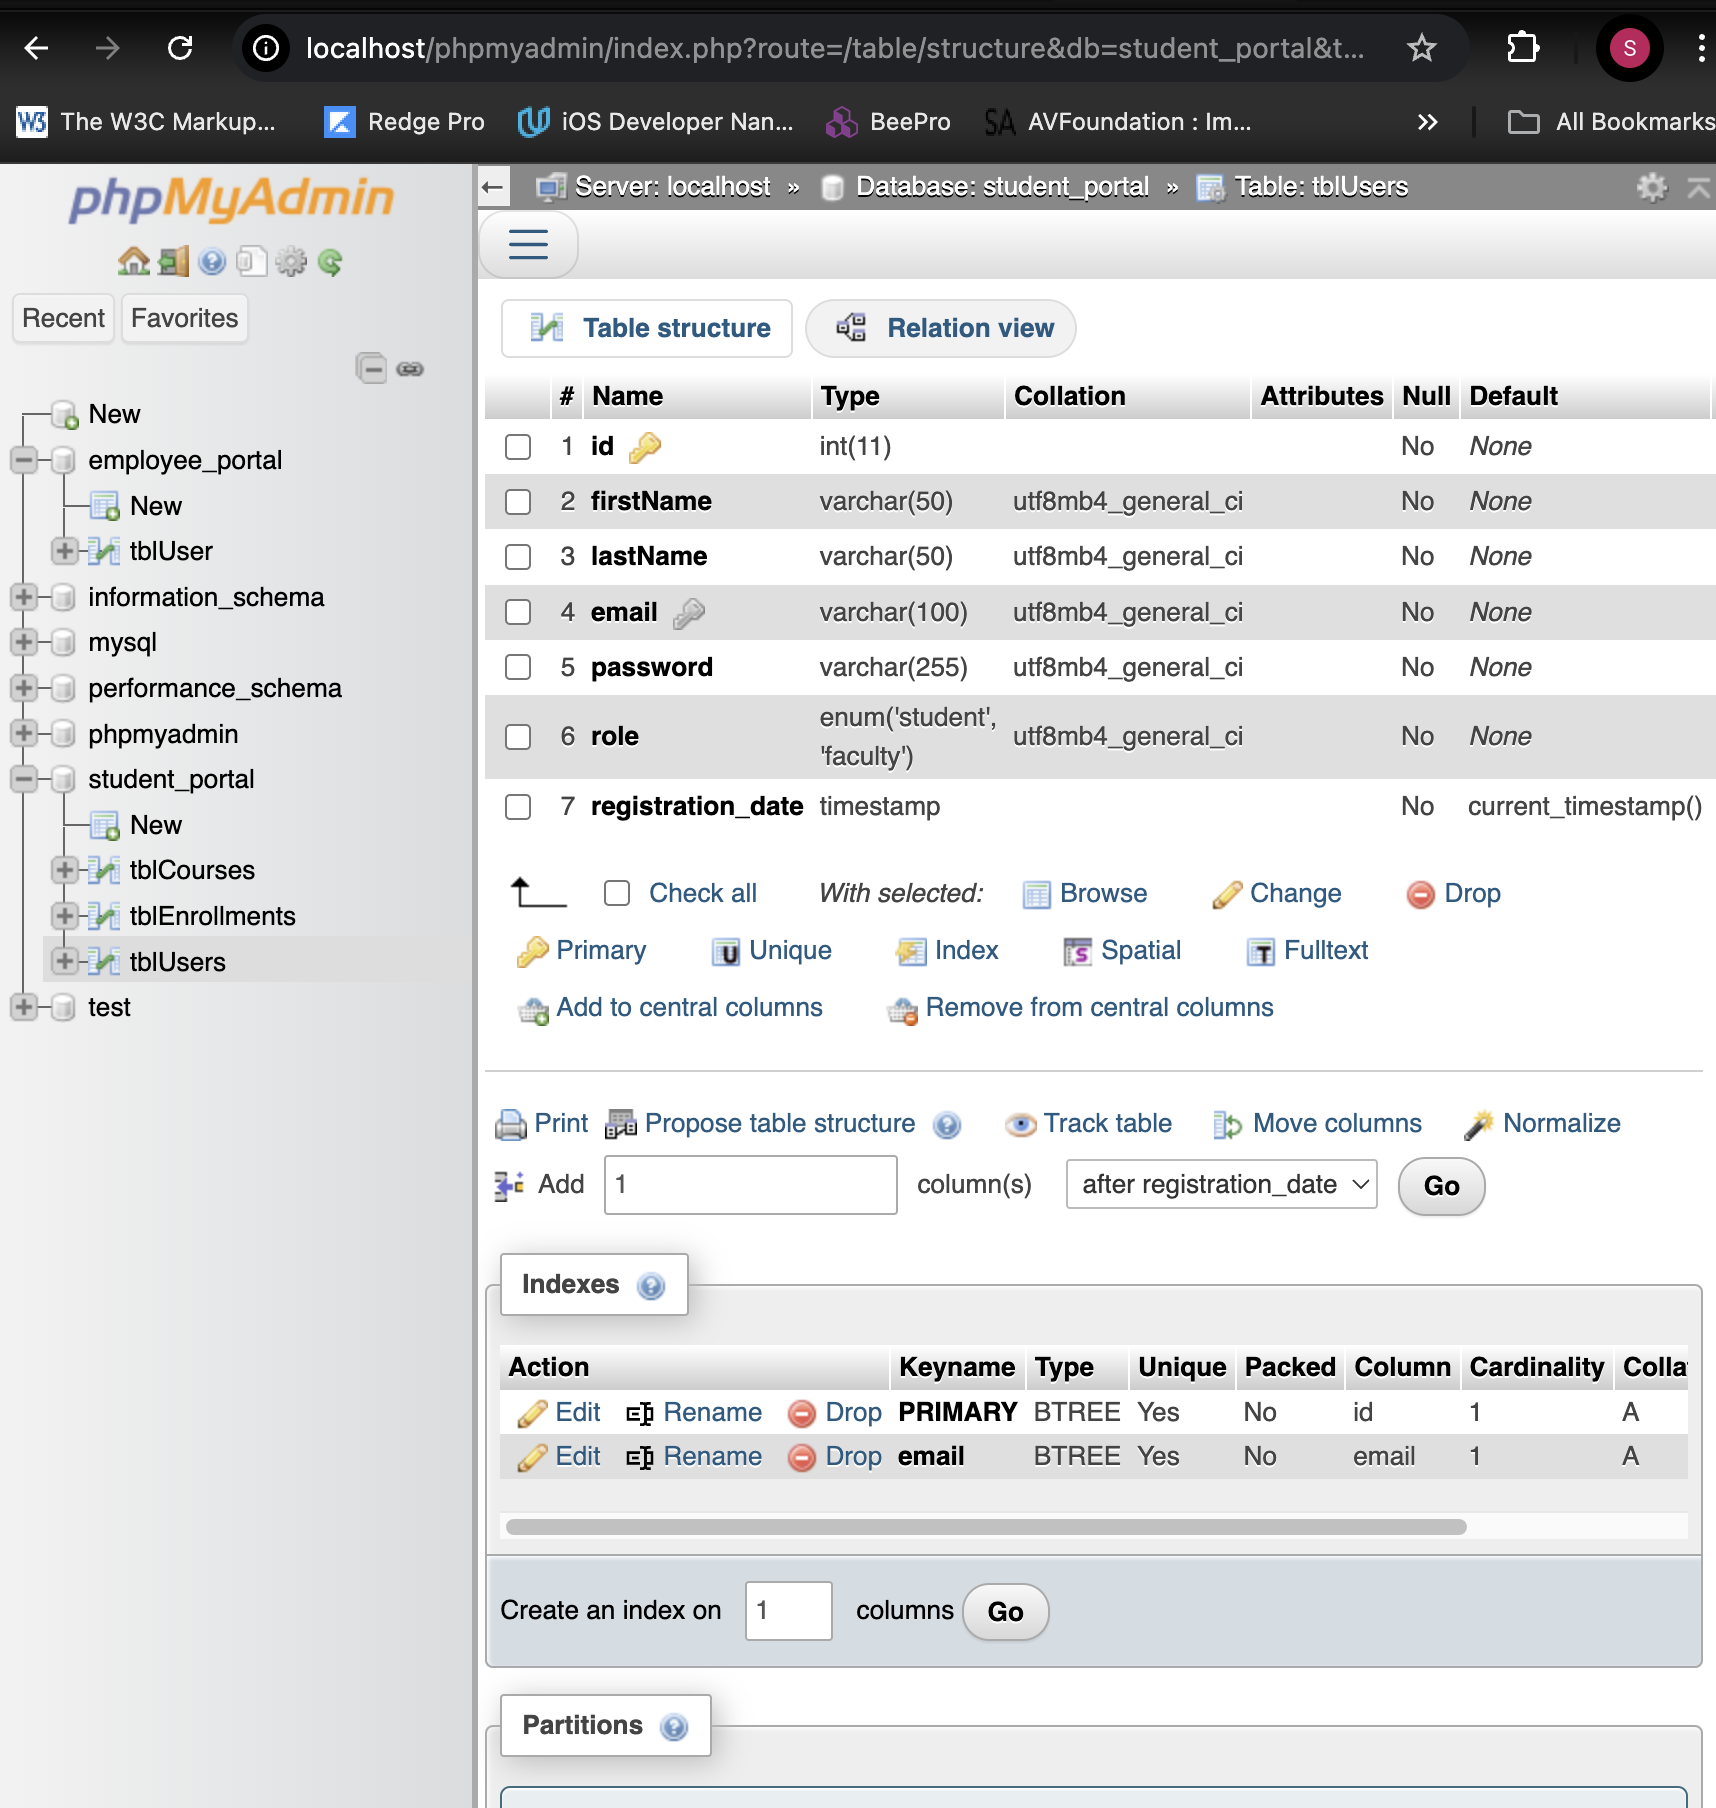 localhost/phpmyadmin/index.php?route=/table/structure&db=student_portal&t...
S
The W3C Markup...
Redge Pro
iOS Developer Nan...
BeePro
SA AVFoundation : Im...
All Bookmarks
phpMyAdmin
Recent Favorites
New
employee_portal
New
tblUser
information_schema
mysql
performance_schema
phpmyadmin
student_portal
New
tblCourses
tblEnrollments
tblUsers
test
Server: localhost » Database: student_portal » Table: tblUsers
Table structure Relation view
# Name Type Collation Attributes Null Default
1 id int(11) No None
2 firstName varchar(50) utf8mb4_general_ci No None
3 lastName varchar(50) utf8mb4_general_ci No None
4 email varchar(100) utf8mb4_general_ci No None
5 password varchar(255) utf8mb4_general_ci No None
6 role enum('student', 'faculty') utf8mb4_general_ci No None
7 registration_date timestamp No current_timestamp()
Check all With selected: Browse Change Drop
Primary Unique Index Spatial Fulltext
Add to central columns Remove from central columns
Print Propose table structure Track table Move columns Normalize
Add 1 column(s) after registration_date Go
Indexes
Action Keyname Type Unique Packed Column Cardinality Colla
Edit Rename Drop PRIMARY BTREE Yes No id 1 A
Edit Rename Drop email BTREE Yes No email 1 A
Create an index on 1 columns Go
Partitions